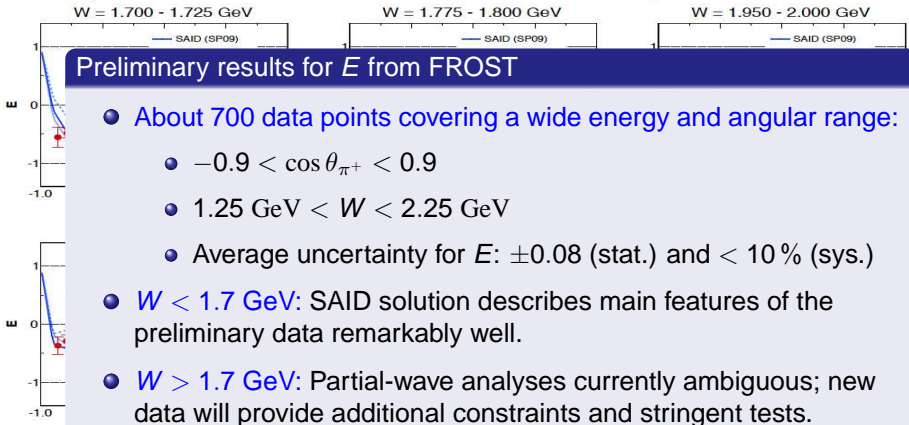 W = 1.700 - 1.725 GeV
W = 1.775 - 1.800 GeV
W = 1.950 - 2.000 GeV
SAID (SP09)
SAID (SP09)
SAID (SP09)
1
1
1
E
0
-1
-1.0
Preliminary results for E from FROST
About 700 data points covering a wide energy and angular range:
−0.9 < cos θπ+ < 0.9
1.25 GeV < W < 2.25 GeV
Average uncertainty for E: ±0.08 (stat.) and < 10 % (sys.)
W < 1.7 GeV: SAID solution describes main features of the
preliminary data remarkably well.
W > 1.7 GeV: Partial-wave analyses currently ambiguous; new
data will provide additional constraints and stringent tests.
1
E
0
-1
-1.0